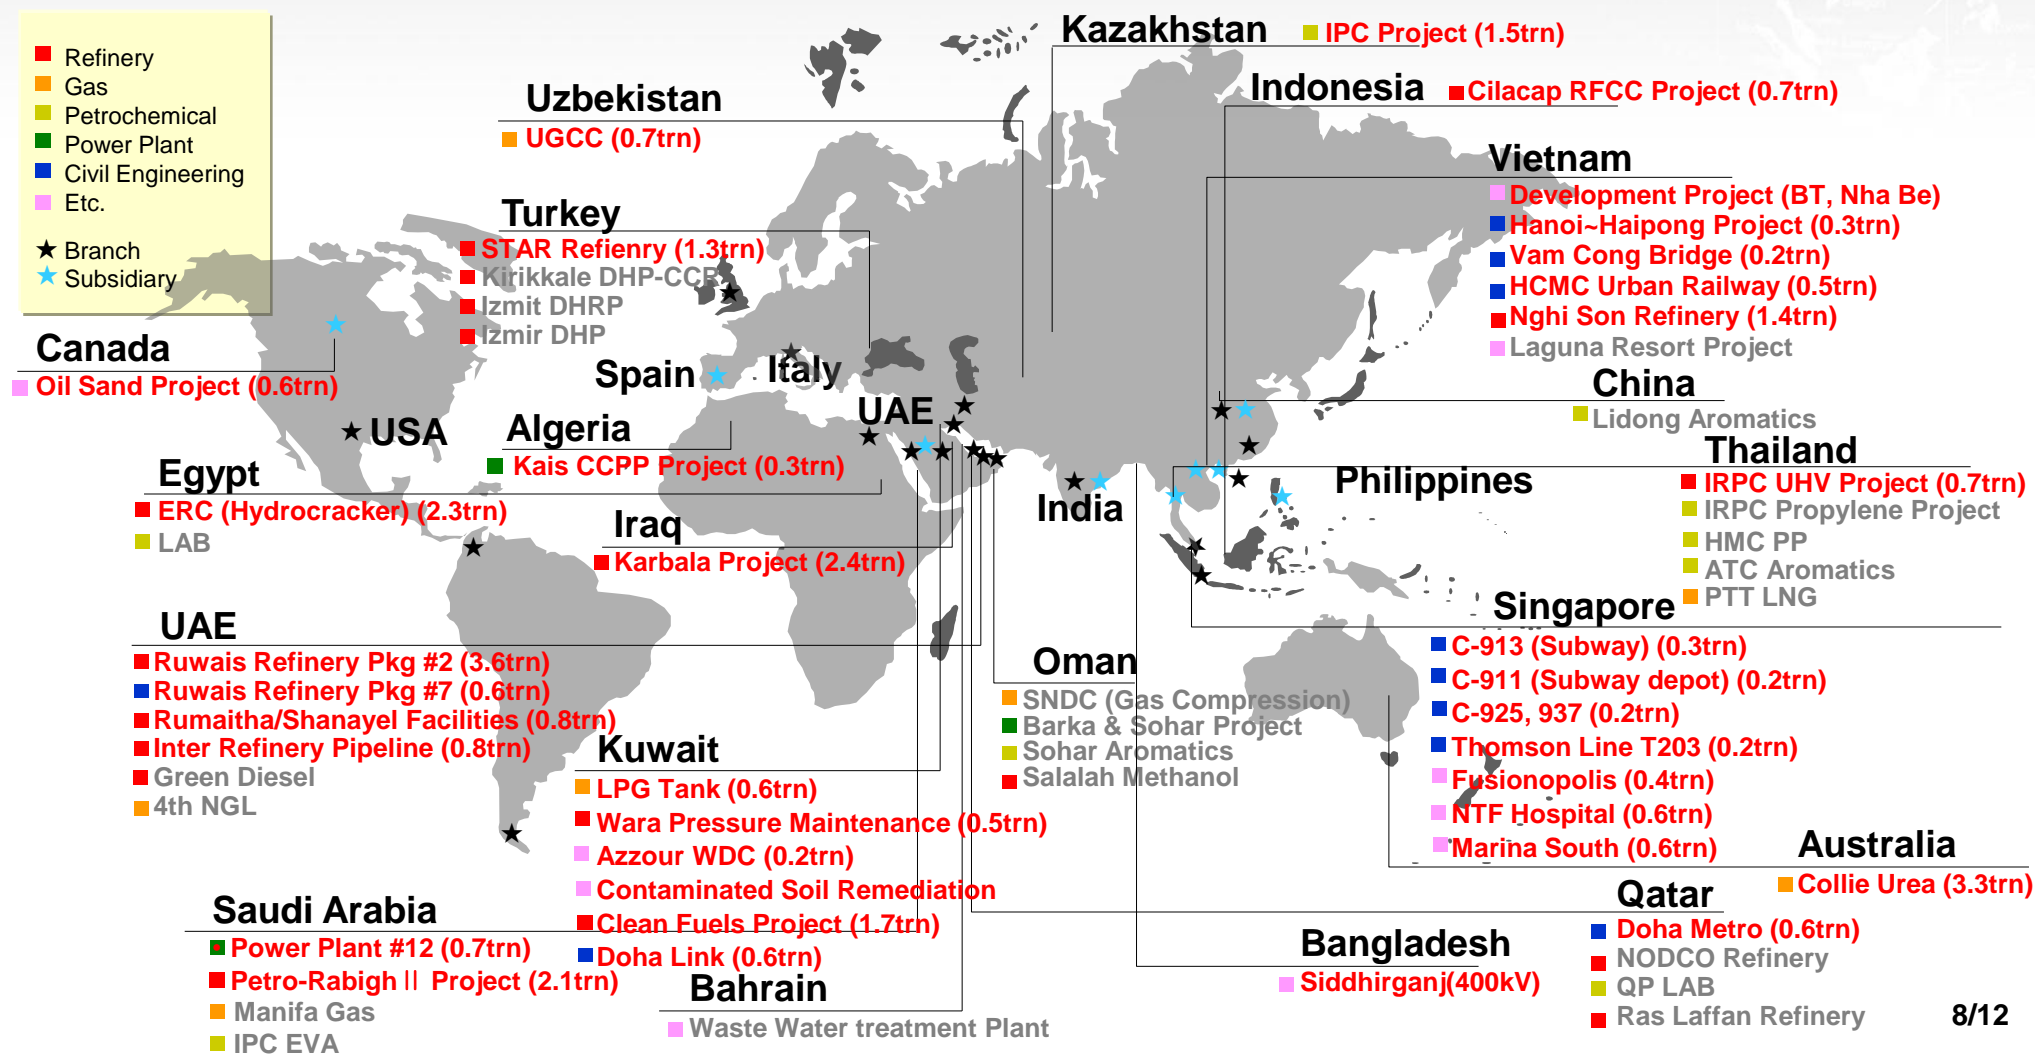 Refinery
Gas
Petrochemical
Power Plant
Civil Engineering
Etc.
Branch
Subsidiary
Kazakhstan
IPC Project (1.5trn)
Indonesia
Cilacap RFCC Project (0.7trn)
Uzbekistan
UGCC (0.7trn)
Vietnam
Development Project (BT, Nha Be)
Hanoi~Haipong Project (0.3trn)
Vam Cong Bridge (0.2trn)
HCMC Urban Railway (0.5trn)
Nghi Son Refinery (1.4trn)
Laguna Resort Project
Turkey
STAR Refienry (1.3trn)
Kirikkale DHP-CCR
Izmit DHRP
Izmir DHP
Canada
Oil Sand Project (0.6trn)
Spain
Italy
China
Lidong Aromatics
USA
UAE
Algeria
Kais CCPP Project (0.3trn)
Thailand
IRPC UHV Project (0.7trn)
IRPC Propylene Project
HMC PP
ATC Aromatics
PTT LNG
Egypt
ERC (Hydrocracker) (2.3trn)
LAB
India
Philippines
Iraq
Karbala Project (2.4trn)
Singapore
C-913 (Subway) (0.3trn)
C-911 (Subway depot) (0.2trn)
C-925, 937 (0.2trn)
Thomson Line T203 (0.2trn)
Fusionopolis (0.4trn)
NTF Hospital (0.6trn)
Marina South (0.6trn)
UAE
Ruwais Refinery Pkg #2 (3.6trn)
Ruwais Refinery Pkg #7 (0.6trn)
Rumaitha/Shanayel Facilities (0.8trn)
Inter Refinery Pipeline (0.8trn)
Green Diesel
4th NGL
Oman
SNDC (Gas Compression)
Barka & Sohar Project
Sohar Aromatics
Salalah Methanol
Kuwait
LPG Tank (0.6trn)
Wara Pressure Maintenance (0.5trn)
Azzour WDC (0.2trn)
Contaminated Soil Remediation
Clean Fuels Project (1.7trn)
Doha Link (0.6trn)
Australia
Collie Urea (3.3trn)
Saudi Arabia
Power Plant #12 (0.7trn)
Petro-Rabigh II Project (2.1trn)
Manifa Gas
IPC EVA
Bahrain
Waste Water treatment Plant
Bangladesh
Siddhirganj(400kV)
Qatar
Doha Metro (0.6trn)
NODCO Refinery
QP LAB
Ras Laffan Refinery
8/12